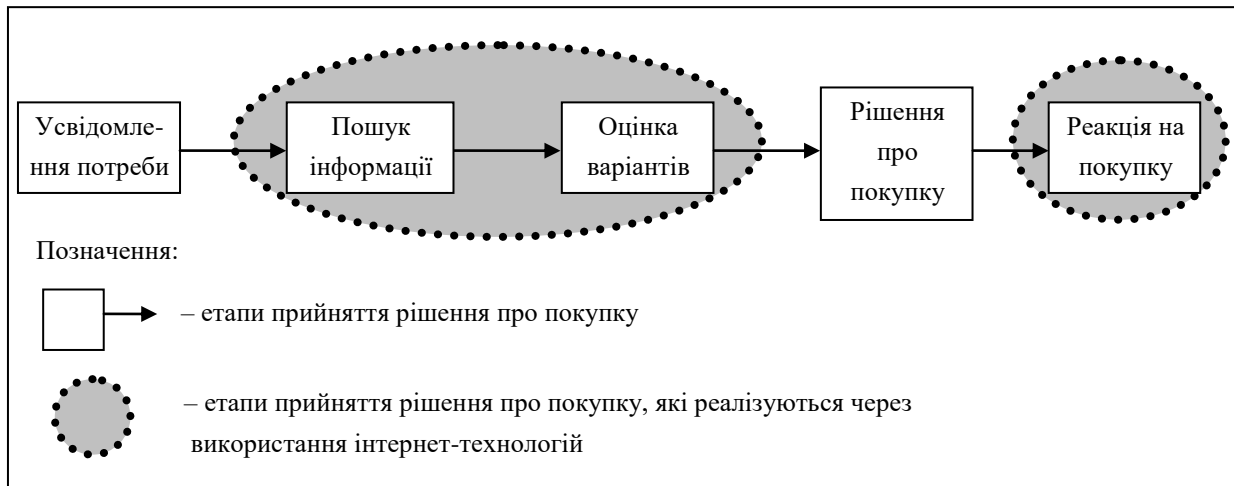 Усвідомле-
ння потреби
Пошук
інформації
Оцінка
варіантів
Рішення
про
покупку
Реакція на
покупку
Позначення:
– етапи прийняття рішення про покупку
– етапи прийняття рішення про покупку, які реалізуються через
використання інтернет-технологій